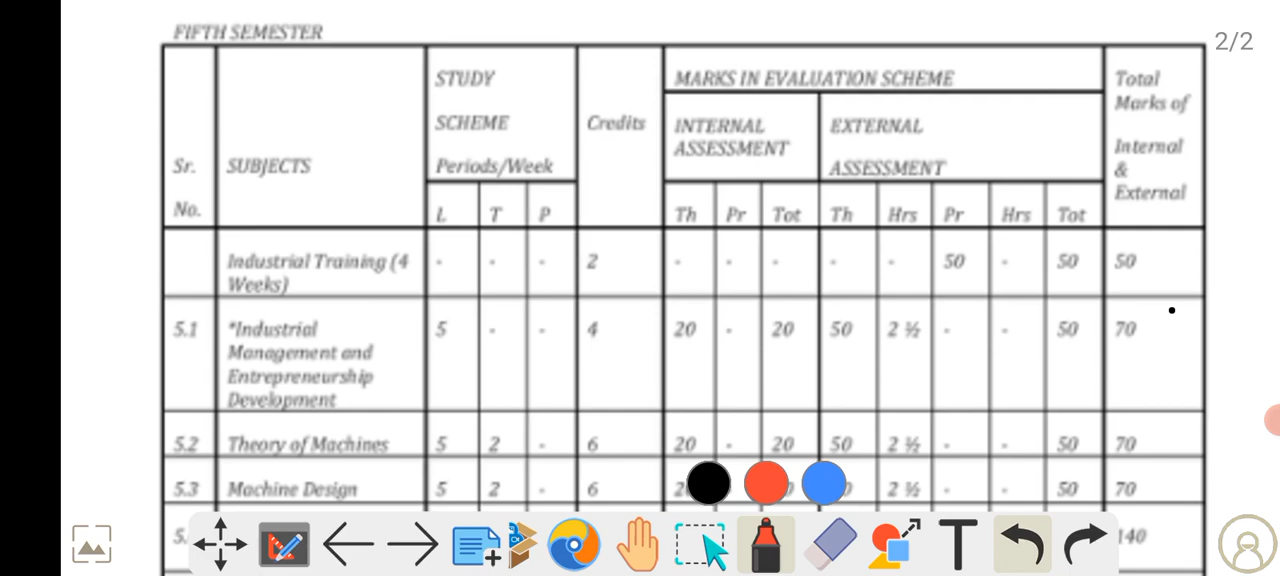 FIFTH SEMESTER
2/2
Sr.
No.
SUBJECTS
STUDY
SCHEME
Periods/Week
L T P
Credits
MARKS IN EVALUATION SCHEME
INTERNAL
ASSESSMENT
EXTERNAL
ASSESSMENT
Th Pr Tot Th Hrs Pr Hrs Tot
Total
Marks of
Internal
&
External
Industrial Training (4 - - - 2 - - - - - 50 - 50 50
Weeks)
5.1 *Industrial 5 - - 4 20 - 20 50 2 ½ - - 50 70
Management and
Entrepreneurship
Development
5.2 Theory of Machines 5 2 - 6 20 - 20 50 2 ½ - - 50 70
5.3 Machine Design 5 2 - 6 2 ½ - - 50 70
140
T